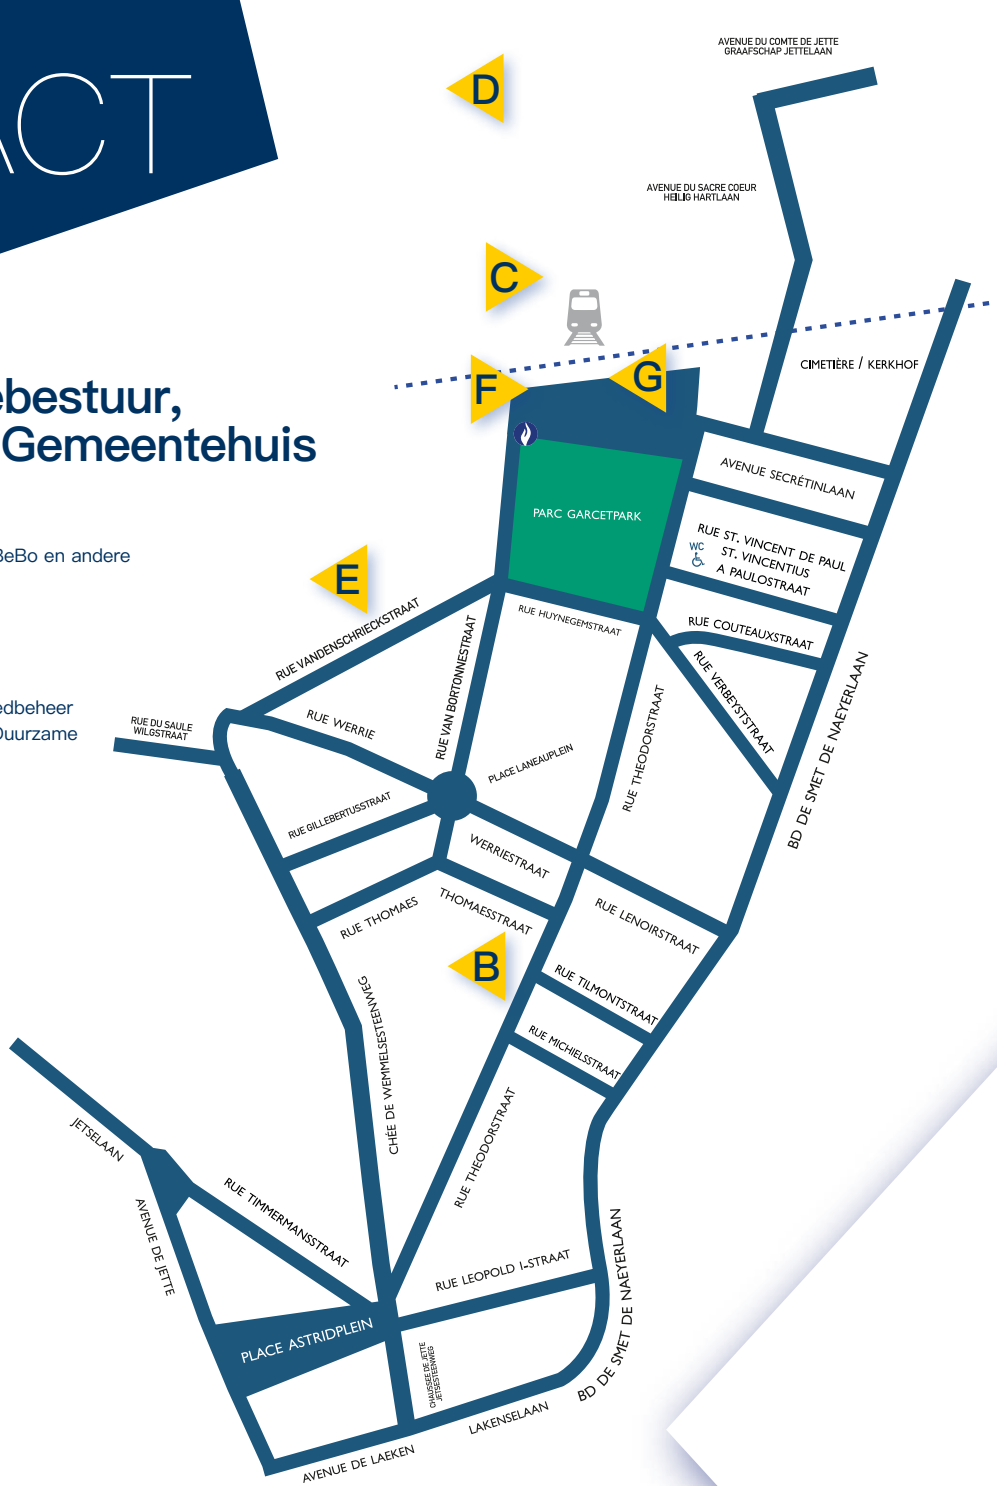 ACT
AVENUE DU COMTE DE JETTE
GRAAFSCHAP JETTELAAN
D
AVENUE DU SACRE COEUR
HEILIG HARTLAAN
C
CIMETIÈRE / KERKHOF
F
G
ebestuur,
Gemeentehuis
AVENUE SECRÉTINLAAN
PARC GARCETPARK
RUE ST. VINCENT DE PAUL
ST. VINCENTIUS
A PAULOSTRAAT
WC
BeBo en andere
E
RUE VANDENSCHRIECKSTRAAT
RUE HUYNEGEMSTRAAT
RUE COUTEAUXSTRAAT
RUE VAN BORTONNESTRAAT
RUE VERBEYSTSTRAAT
BD DE SMET DE NAEYERLAAN
edbeheer
Duurzame
RUE DU SAULE
WILGSTRAAT
RUE WERRIE
PLACE LANEAUPLEIN
RUE THEODORSTRAAT
RUE GILLEBERTUSSTRAAT
WERRIESTRAAT
RUE THOMAES
THOMAESSTRAAT
RUE LENOIRSTRAAT
B
RUE TILMONTSTRAAT
RUE MICHIELSSTRAAT
CHÉE DE WEMMELSESTEENWEG
RUE THEODORSTRAAT
JETSELAAN
AVENUE DE JETTE
RUE TIMMERMANSSTRAAT
RUE LEOPOLD I-STRAAT
BD DE SMET DE NAEYERLAAN
PLACE ASTRIDPLEIN
CHAUSSEE DE JETTE
JETSESTEENWEG
LAKENSELAAN
AVENUE DE LAEKEN